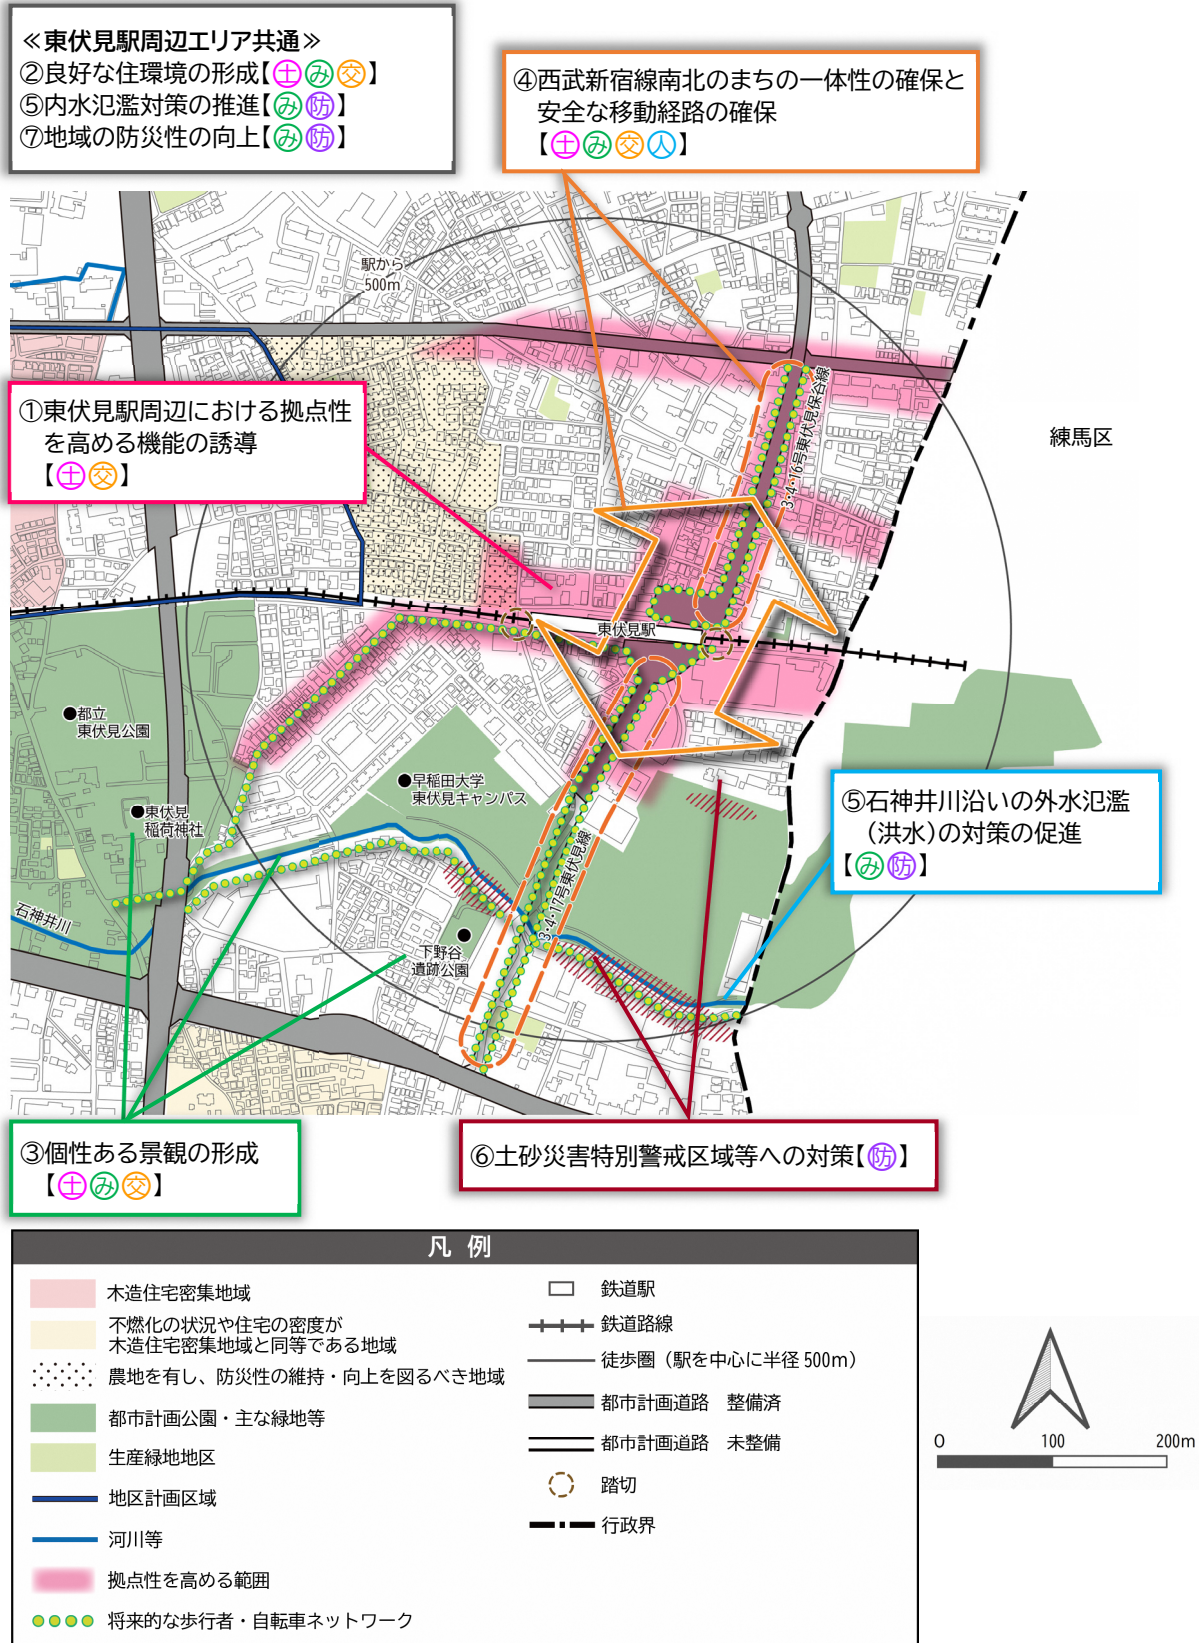 ≪東伏見駅周辺エリア共通≫
②良好な住環境の形成【土み交】
⑤内水氾濫対策の推進【み防】
⑦地域の防災性の向上【み防】
④西武新宿線南北のまちの一体性の確保と
安全な移動経路の確保
【土み交人】
駅から
500m
①東伏見駅周辺における拠点性
を高める機能の誘導
【土交】
練馬区
3・4・16号東伏見保谷線
東伏見駅
都立
東伏見公園
早稲田大学
東伏見キャンパス
東伏見
稲荷神社
⑤石神井川沿いの外水氾濫
（洪水）の対策の促進
【み防】
3・4・17号東伏見線
石神井川
下野谷
遺跡公園
③個性ある景観の形成
【土み交】
⑥土砂災害特別警戒区域等への対策【防】
凡 例
木造住宅密集地域
不燃化の状況や住宅の密度が
木造住宅密集地域と同等である地域
農地を有し、防災性の維持・向上を図るべき地域
都市計画公園・主な緑地等
生産緑地地区
地区計画区域
河川等
拠点性を高める範囲
将来的な歩行者・自転車ネットワーク
鉄道駅
鉄道路線
徒歩圏（駅を中心に半径 500m）
都市計画道路　整備済
都市計画道路　未整備
踏切
行政界
0 100 200m